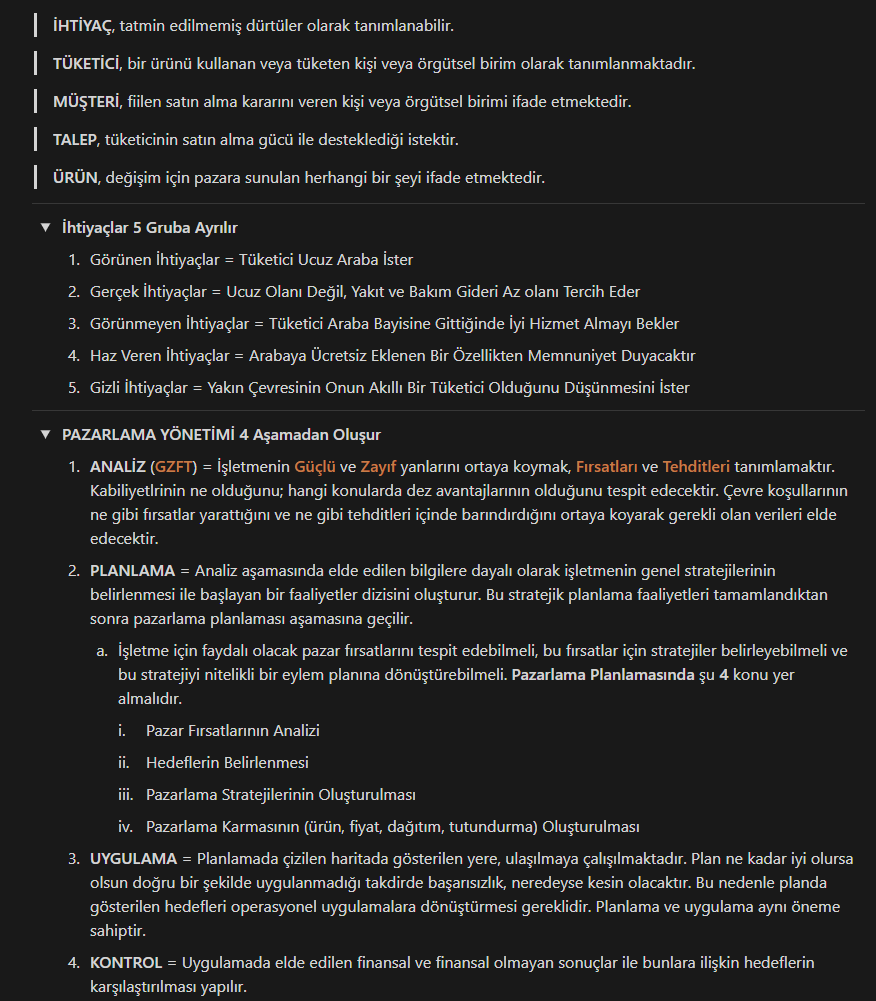 İHTİYAÇ, tatmin edilmemiş dürtüler olarak tanımlanabilir.
TÜKETİCİ, bir ürünü kullanan veya tüketen kişi veya örgütsel birim olarak tanımlanmaktadır.
MÜŞTERİ, fiilen satın alma kararını veren kişi veya örgütsel birimi ifade etmektedir.
TALEP, tüketicinin satın alma gücü ile desteklediği istektir.
ÜRÜN, değişim için pazara sunulan herhangi bir şeyi ifade etmektedir.
▼ İhtiyaçlar 5 Gruba Ayrılır
1. Görünen İhtiyaçlar = Tüketici Ucuz Araba İster
2. Gerçek İhtiyaçlar = Ucuz Olanı Değil, Yakıt ve Bakım Gideri Az olanı Tercih Eder
3. Görünmeyen İhtiyaçlar = Tüketici Araba Bayisine Gittiğinde İyi Hizmet Almayı Bekler
4. Haz Veren İhtiyaçlar = Arabaya Ücretsiz Eklenen Bir Özellikten Memnuniyet Duyacaktır
5. Gizli İhtiyaçlar = Yakın Çevresinin Onun Akıllı Bir Tüketici Olduğunu Düşünmesini İster
▼ PAZARLAMA YÖNETİMİ 4 Aşamadan Oluşur
1. ANALİZ (GZFT) = İşletmenin Güçlü ve Zayıf yanlarını ortaya koymak, Fırsatları ve Tehditleri tanımlamaktır.
Kabiliyetlrinin ne olduğunu; hangi konularda dez avantajlarının olduğunu tespit edecektir. Çevre koşullarının
ne gibi fırsatlar yarattığını ve ne gibi tehditleri içinde barındırdığını ortaya koyarak gerekli olan verileri elde
edecektir.
2. PLANLAMA = Analiz aşamasında elde edilen bilgilere dayalı olarak işletmenin genel stratejilerinin
belirlenmesi ile başlayan bir faaliyetler dizisini oluşturur. Bu stratejik planlama faaliyetleri tamamlandıktan
sonra pazarlama planlaması aşamasına geçilir.
a. İşletme için faydalı olacak pazar fırsatlarını tespit edebilmeli, bu fırsatlar için stratejiler belirleyebilmeli ve
bu stratejiyi nitelikli bir eylem planına dönüştürebilmeli. Pazarlama Planlamasında şu 4 konu yer
almalıdır.
i. Pazar Fırsatlarının Analizi
ii. Hedeflerin Belirlenmesi
iii. Pazarlama Stratejilerinin Oluşturulması
iv. Pazarlama Karmasının (ürün, fiyat, dağıtım, tutundurma) Oluşturulması
3. UYGULAMA = Planlamada çizilen haritada gösterilen yere, ulaşılmaya çalışılmaktadır. Plan ne kadar iyi olursa
olsun doğru bir şekilde uygulanmadığı takdirde başarısızlık, neredeyse kesin olacaktır. Bu nedenle planda
gösterilen hedefleri operasyonel uygulamalara dönüştürmesi gereklidir. Planlama ve uygulama aynı öneme
sahiptir.
4. KONTROL = Uygulamada elde edilen finansal ve finansal olmayan sonuçlar ile bunlara ilişkin hedeflerin
karşılaştırılması yapılır.